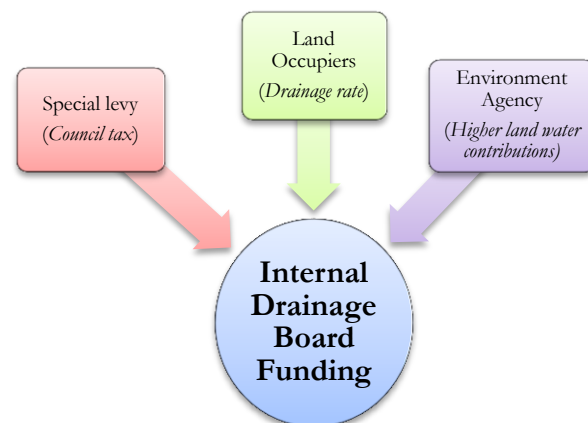 Special levy
(Council tax)
Land
Occupiers
(Drainage rate)
Environment
Agency
(Higher land water
contributions)
Internal
Drainage
Board
Funding